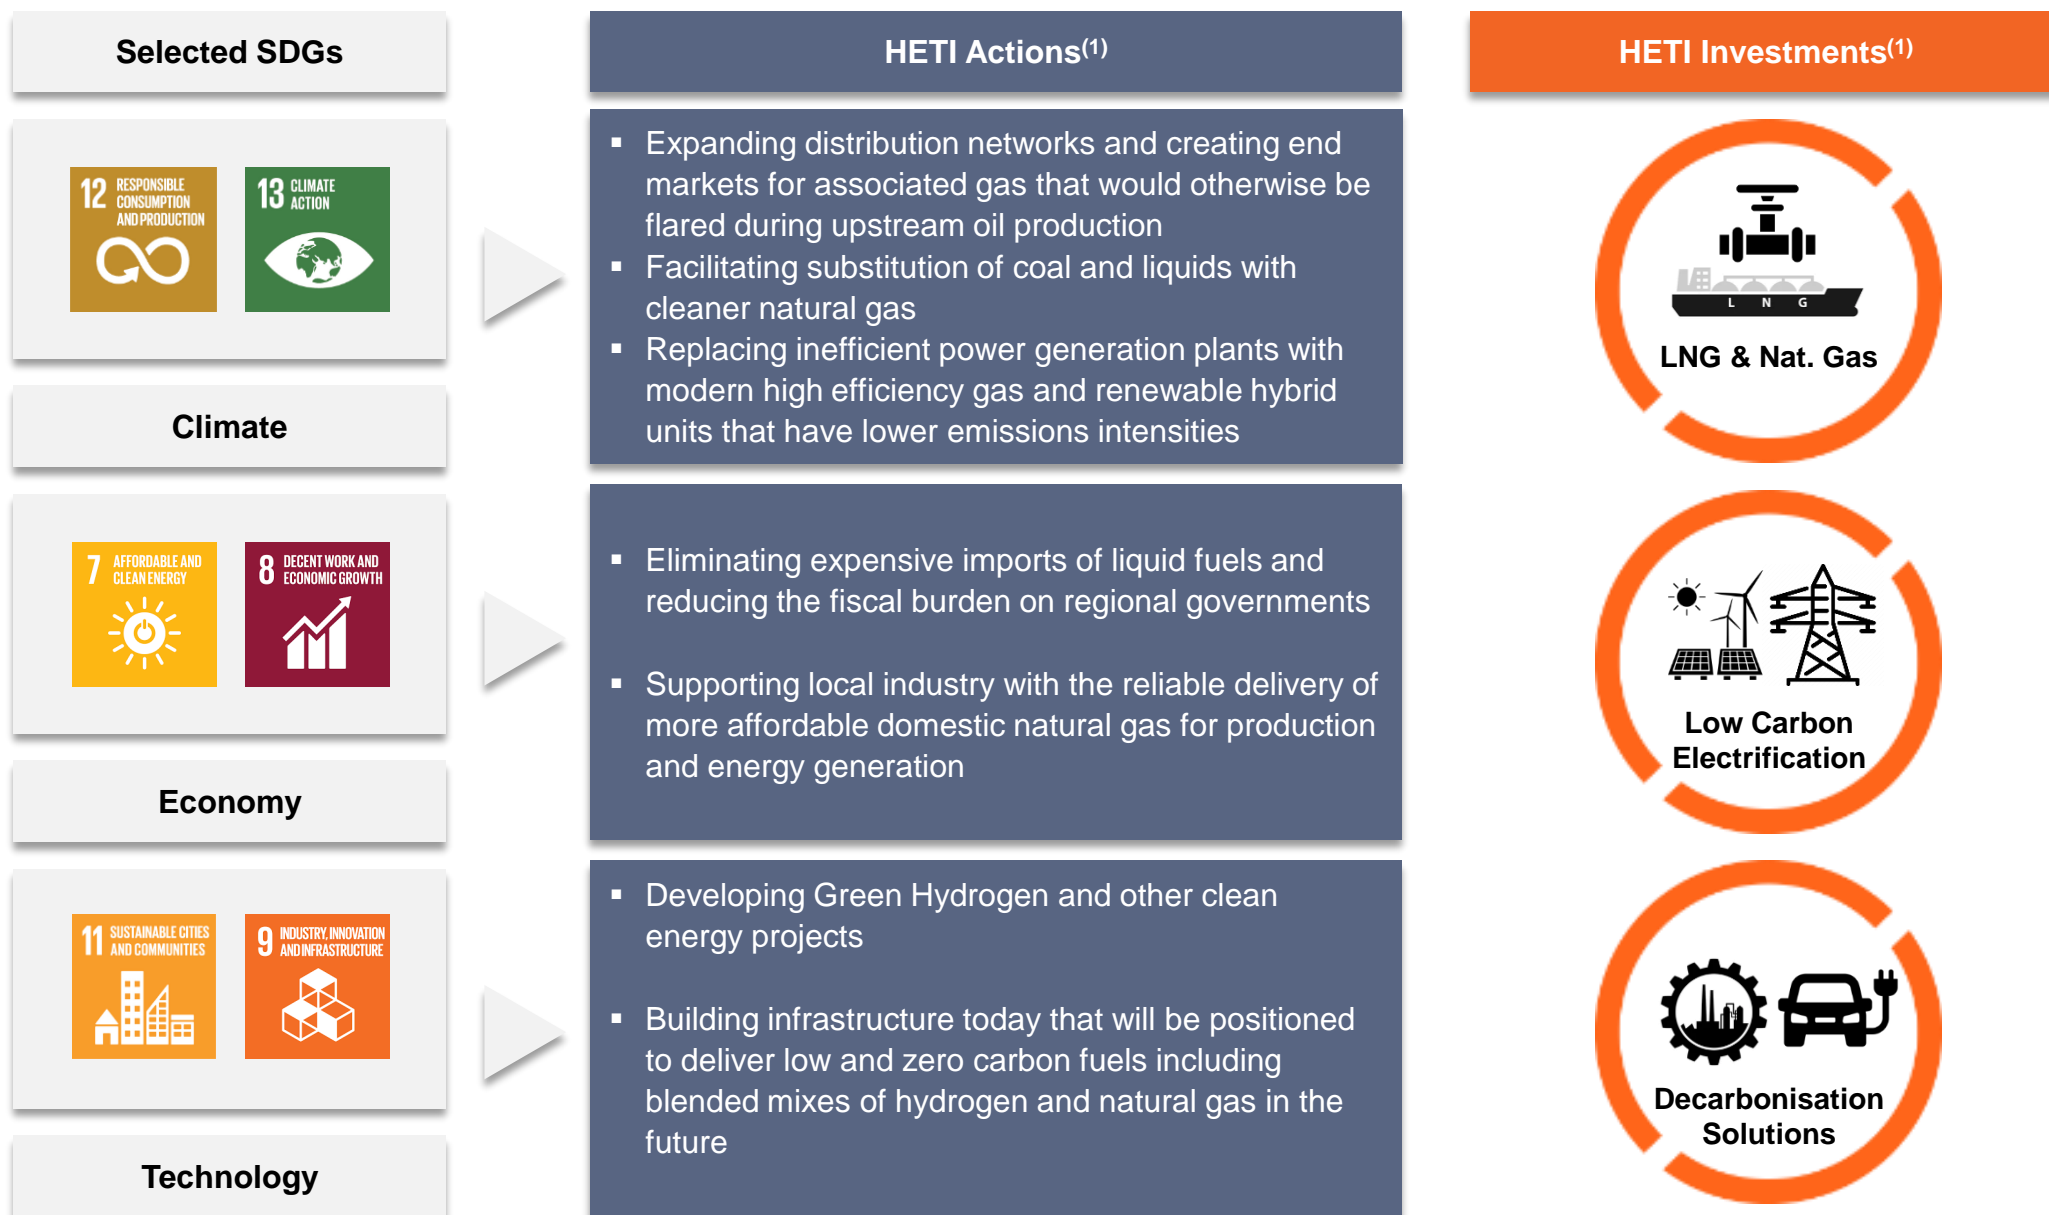 Selected SDGs
HETI Actions(1)
HETI Investments(1)
12 RESPONSIBLE
CONSUMPTION
AND PRODUCTION
13 CLIMATE
ACTION
Climate
▪ Expanding distribution networks and creating end
markets for associated gas that would otherwise be
flared during upstream oil production
▪ Facilitating substitution of coal and liquids with
cleaner natural gas
▪ Replacing inefficient power generation plants with
modern high efficiency gas and renewable hybrid
units that have lower emissions intensities
L N G
LNG & Nat. Gas
7 AFFORDABLE AND
CLEAN ENERGY
8 DECENT WORK AND
ECONOMIC GROWTH
Economy
▪ Eliminating expensive imports of liquid fuels and
reducing the fiscal burden on regional governments
▪ Supporting local industry with the reliable delivery of
more affordable domestic natural gas for production
and energy generation
Low Carbon
Electrification
11 SUSTAINABLE CITIES
AND COMMUNITIES
9 INDUSTRY, INNOVATION
AND INFRASTRUCTURE
Technology
▪ Developing Green Hydrogen and other clean
energy projects
▪ Building infrastructure today that will be positioned
to deliver low and zero carbon fuels including
blended mixes of hydrogen and natural gas in the
future
Decarbonisation
Solutions